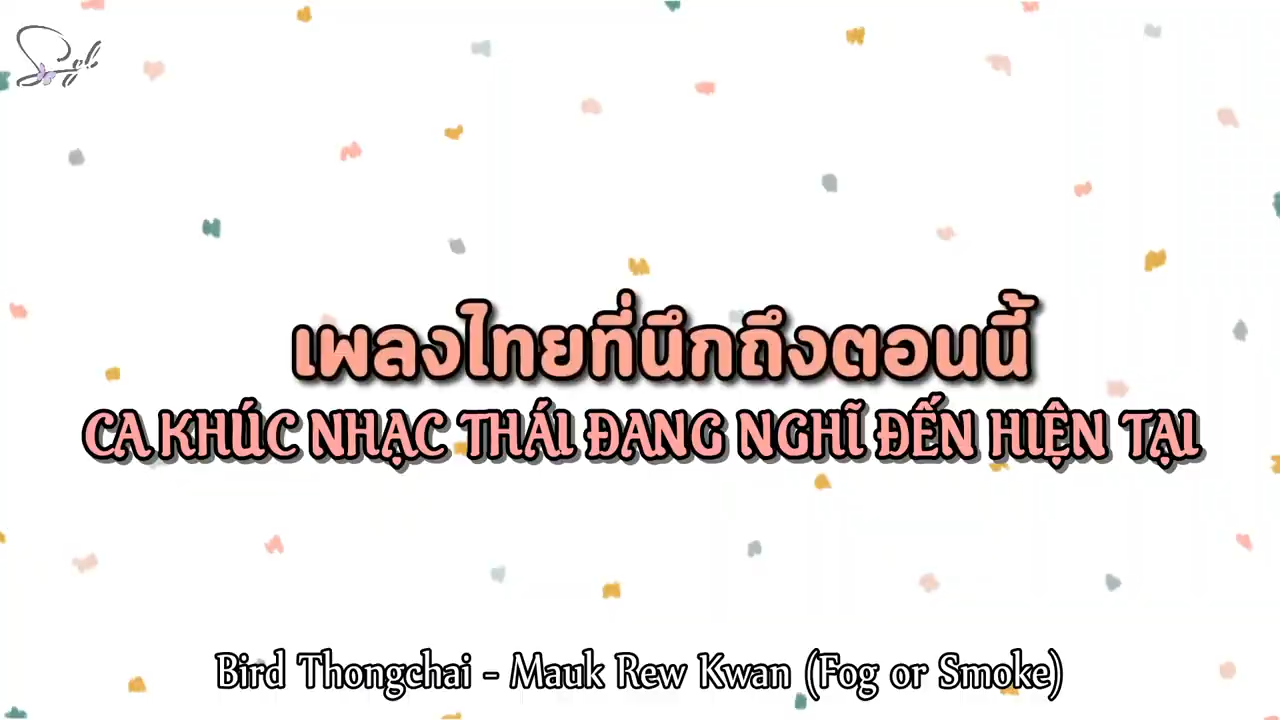 เพลงไทยที่นึกถึงตอนนี้
CA KHÚC NHẠC THÁI ĐANG NGHĨ ĐẾN HIỆN TẠI
Bird Thongchai - Mauk Rew Kwan (Fog or Smoke)